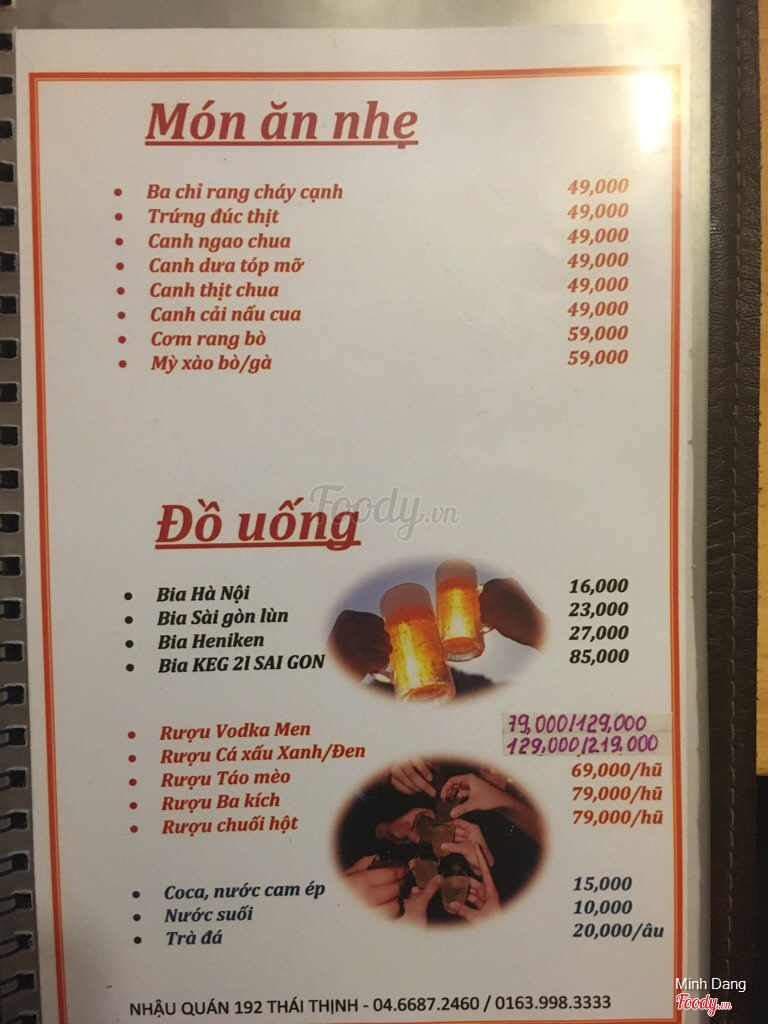 Món ăn nhẹ
• Ba chỉ rang cháy cạnh 49,000
• Trứng đúc thịt 49,000
• Canh ngao chua 49,000
• Canh dưa tóp mỡ 49,000
• Canh thịt chua 49,000
• Canh cải nấu cua 49,000
• Cơm rang bò 59,000
• Mỳ xào bò/gà 59,000
Foody.vn
Đồ uống
• Bia Hà Nội 16,000
• Bia Sài gòn lùn 23,000
• Bia Heniken 27,000
• Bia KEG 2l SAI GON 85,000
• Rượu Vodka Men 79,000/129,000
• Rượu Cá xấu Xanh/Đen 129,000/219.000
• Rượu Táo mèo 69,000/hũ
• Rượu Ba kích 79,000/hũ
• Rượu chuối hột 79,000/hũ
• Coca, nước cam ép 15,000
• Nước suối 10,000
• Trà đá 20,000/âu
NHẬU QUÁN 192 THÁI THỊNH - 04.6687.2460 / 0163.998.3333
Minh Dang
Foody.vn